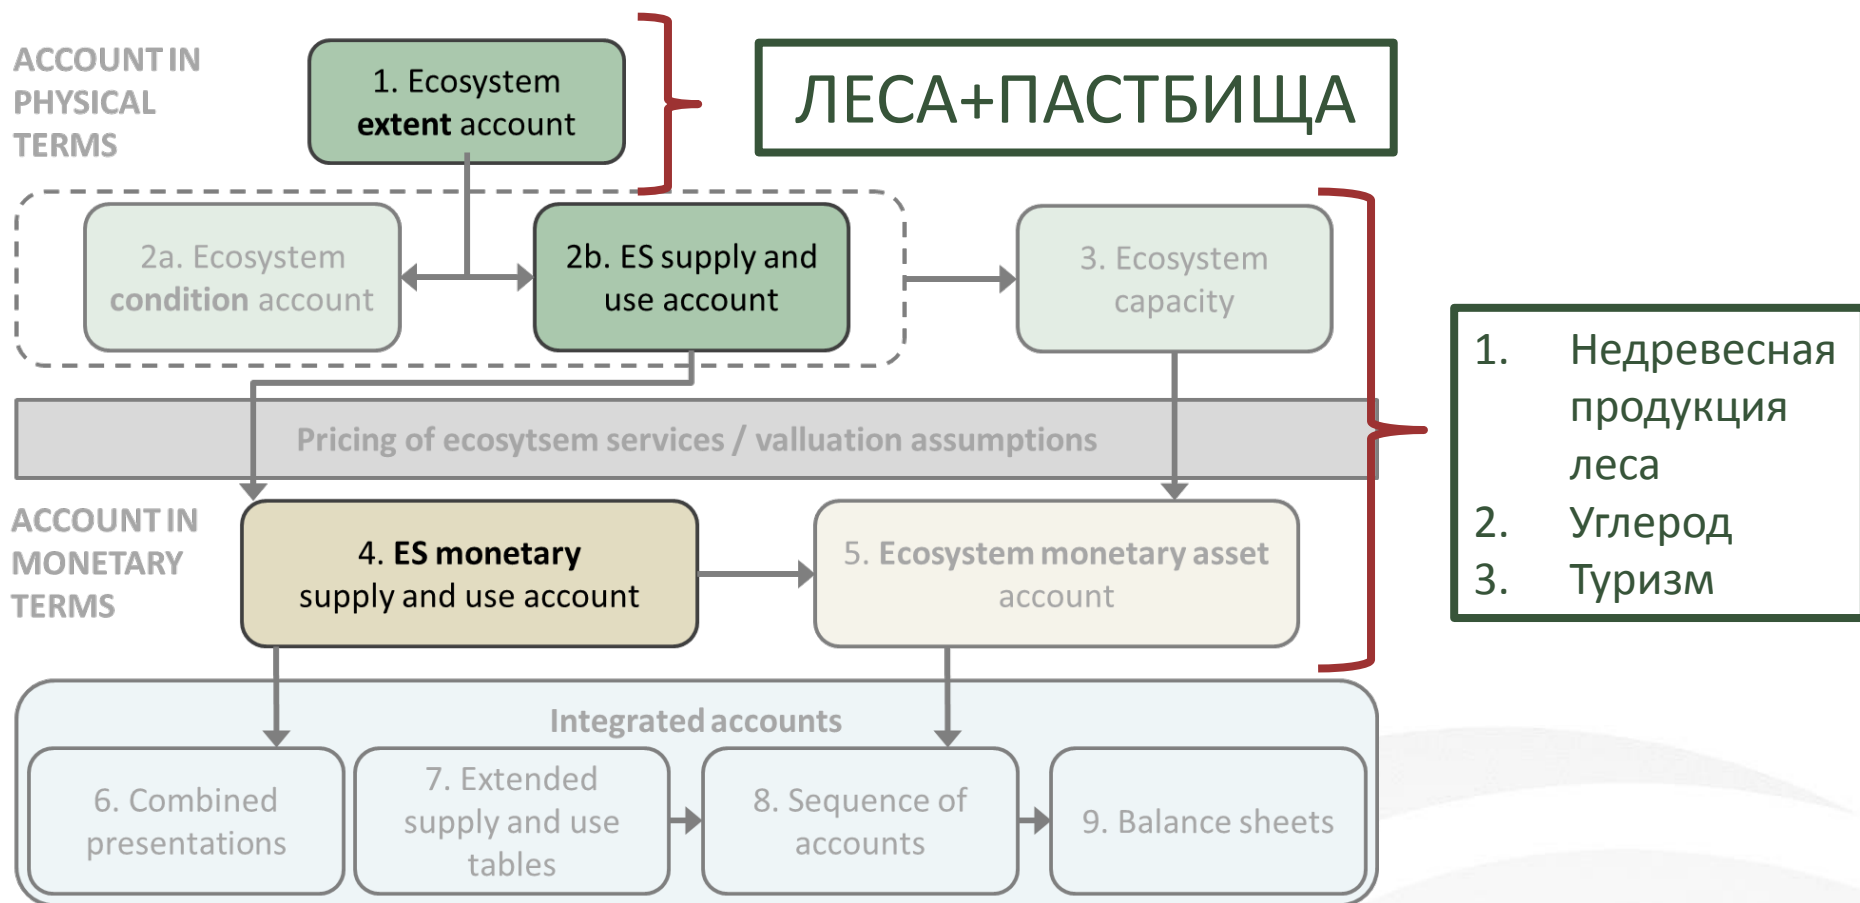 ACCOUNT IN
PHYSICAL
TERMS
1. Ecosystem
extent account
ЛЕСА+ПАСТБИЩА
2a. Ecosystem
condition account
2b. ES supply and
use account
3. Ecosystem
capacity
1. Недревесная
продукция
леса
2. Углерод
3. Туризм
Pricing of ecosytsem services / valluation assumptions
ACCOUNT IN
MONETARY
TERMS
4. ES monetary
supply and use account
5. Ecosystem monetary asset
account
Integrated accounts
6. Combined
presentations
7. Extended
supply and use
tables
8. Sequence of
accounts
9. Balance sheets